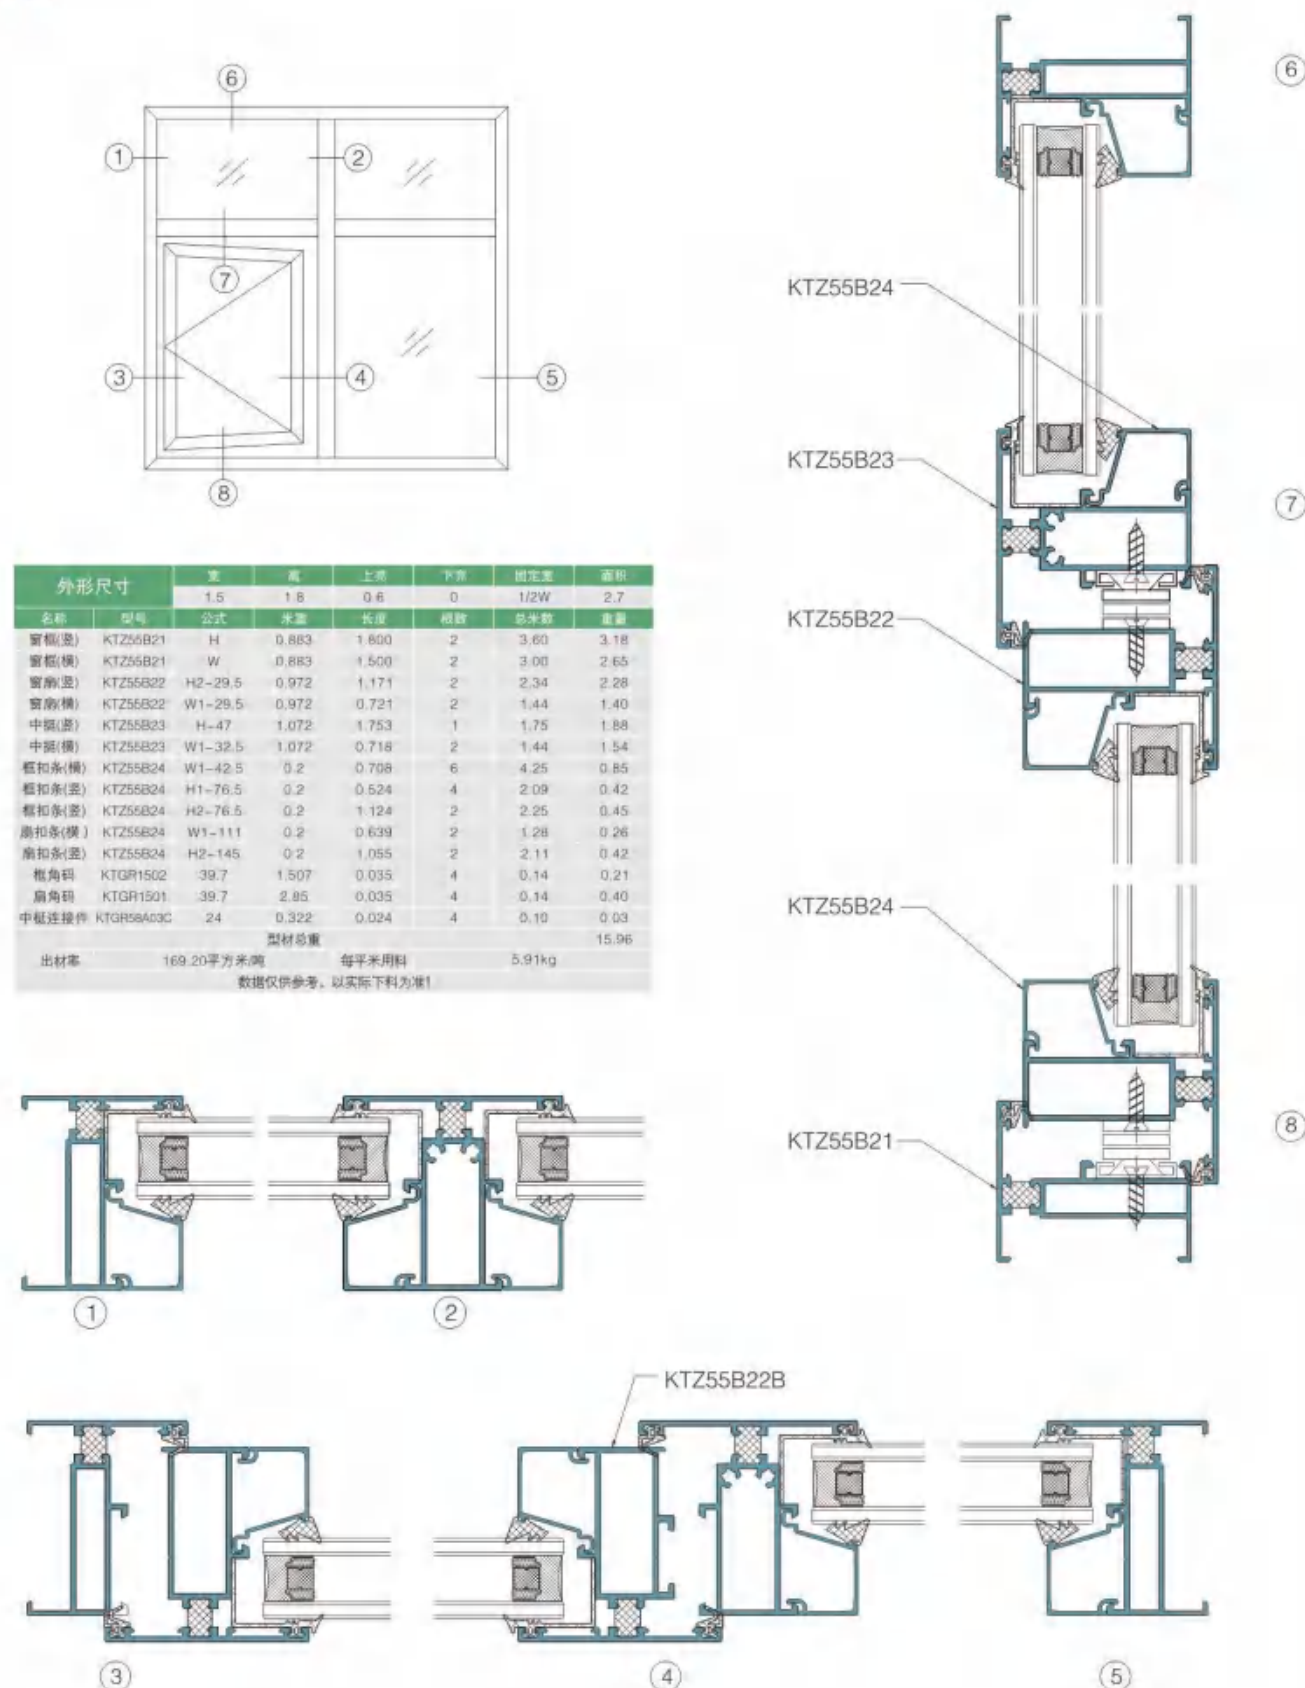 ⑥
①
②
⑦
③
④
⑤
⑧
外形尺寸 宽 高 上亮 下亮 固定宽 面积
1.5 1.8 0.6 0 1/2W 2.7
名称 型号 公式 米重 长度 根数 总米数 重量
窗框(竖) KTZ55B21 H 0.883 1.800 2 3.60 3.18
窗框(横) KTZ55B21 W 0.883 1.500 2 3.00 2.65
窗扇(竖) KTZ55B22 H2-29.5 0.972 1.171 2 2.34 2.28
窗扇(横) KTZ55B22 W1-29.5 0.972 0.721 2 1.44 1.40
中挺(竖) KTZ55B23 H-47 1.072 1.753 1 1.75 1.88
中挺(横) KTZ55B23 W1-32.5 1.072 0.718 2 1.44 1.54
框扣条(横) KTZ55B24 W1-42.5 0.2 0.708 6 4.25 0.85
框扣条(竖) KTZ55B24 H1-76.5 0.2 0.524 4 2.09 0.42
框扣条(竖) KTZ55B24 H2-76.5 0.2 1.124 2 2.25 0.45
扇扣条(横) KTZ55B24 W1-111 0.2 0.639 2 1.28 0.26
扇扣条(竖) KTZ55B24 H2-145 0.2 1.055 2 2.11 0.42
框角码 KTGR1502 39.7 1.507 0.035 4 0.14 0.21
扇角码 KTGR1501 39.7 2.85 0.035 4 0.14 0.40
中梃连接件 KTGR58A03C 24 0.322 0.024 4 0.10 0.03
型材总重 15.96
出材率 169.20平方米/吨 每平米用料 5.91kg
数据仅供参考、以实际下料为准!
⑥
KTZ55B24
KTZ55B23
⑦
KTZ55B22
KTZ55B24
KTZ55B21
⑧
①
②
KTZ55B22B
③
④
⑤